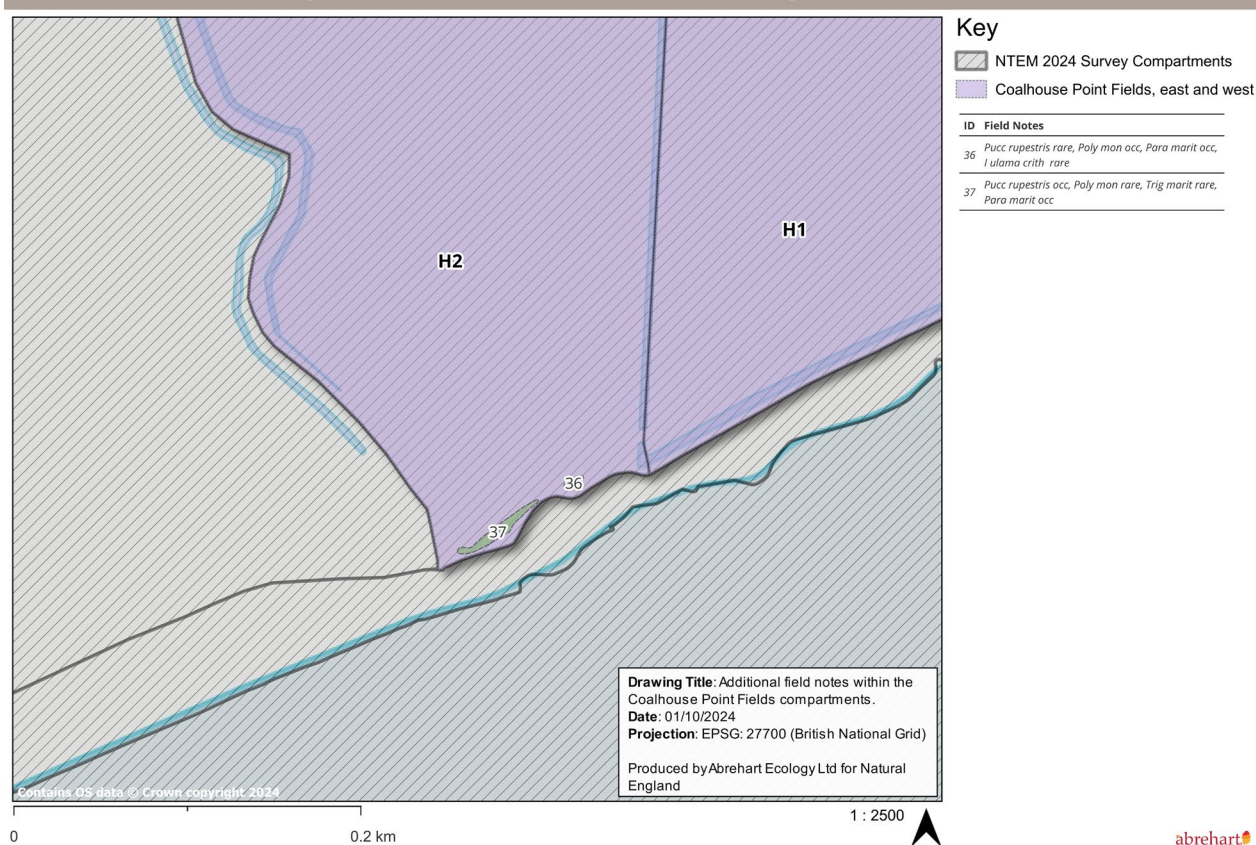 Key
NTEM 2024 Survey Compartments
Coalhouse Point Fields, east and west
ID Field Notes
36 Pucc rupestris rare, Poly mon occ, Para marit occ,
I ulama crith rare
37 Pucc rupestris occ, Poly mon rare, Trig marit rare,
Para marit occ
H1
H2
36
37
Drawing Title: Additional field notes within the
Coalhouse Point Fields compartments.
Date: 01/10/2024
Projection: EPSG: 27700 (British National Grid)
Produced by Abrehart Ecology Ltd for Natural
England
Contains OS data © Crown copyright 2024
0
0.2 km
1 : 2500
abrehart